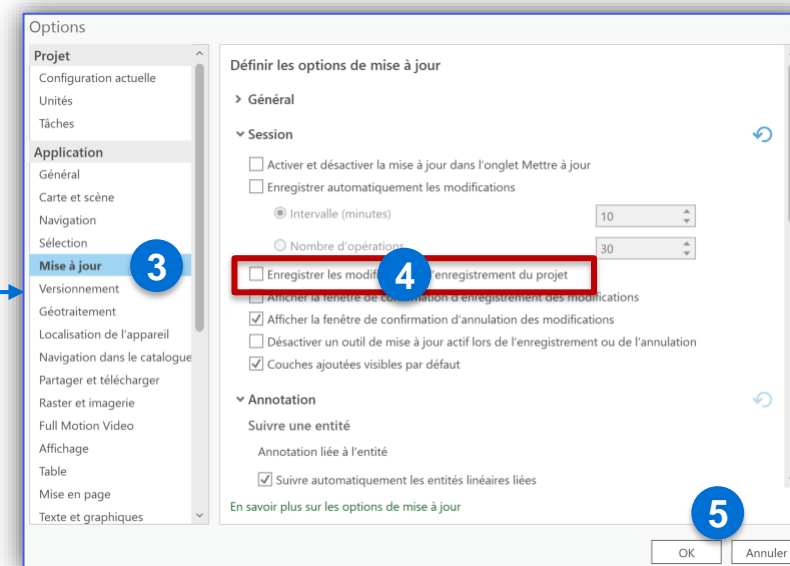 Options
Projet
Configuration actuelle
Unités
Tâches
Application
Général
Carte et scène
Navigation
Sélection
Mise à jour
3
Versionnement
Géotraitement
Localisation de l'appareil
Navigation dans le catalogue
Partager et télécharger
Raster et imagerie
Full Motion Video
Affichage
Table
Mise en page
Texte et graphiques
Définir les options de mise à jour
Général
Session
Activer et désactiver la mise à jour dans l'onglet Mettre à jour
Enregistrer automatiquement les modifications
Intervalle (minutes) 10
Nombre d'opérations 30
Enregistrer les 4 enregistrement du projet
Afficher la fenêtre de confirmation d'enregistrement des modifications
Afficher la fenêtre de confirmation d'annulation des modifications
Désactiver un outil de mise à jour actif lors de l'enregistrement ou de l'annulation
Couches ajoutées visibles par défaut
Annotation
Suivre une entité
Annotation liée à l'entité
Suivre automatiquement les entités linéaires liées
En savoir plus sur les options de mise à jour
5
OK Annuler